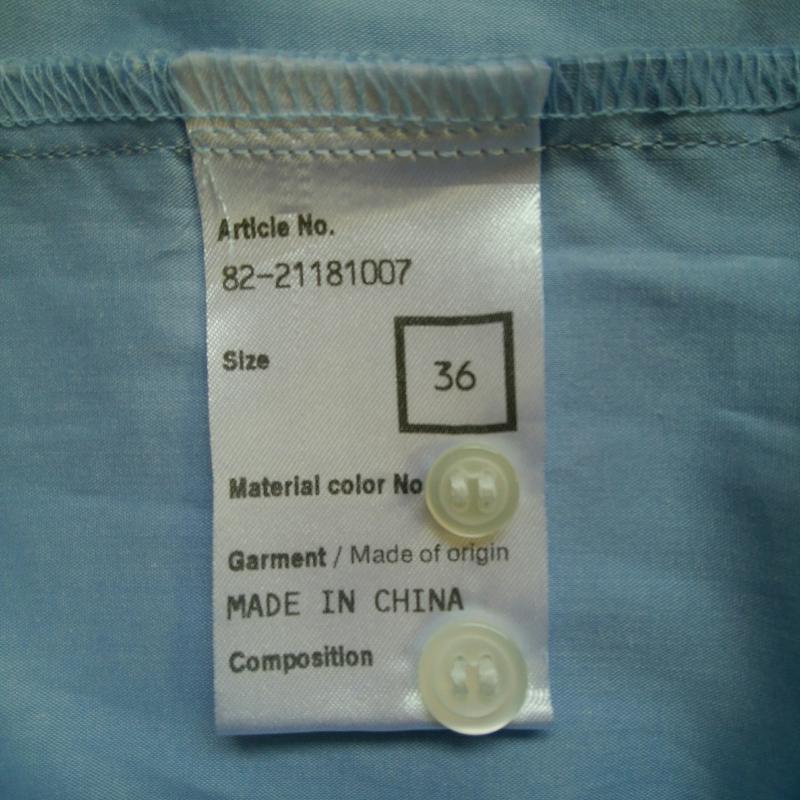 Article No.
82-21181007
Size
36
Material color No
Garment / Made of origin
MADE IN CHINA
Composition